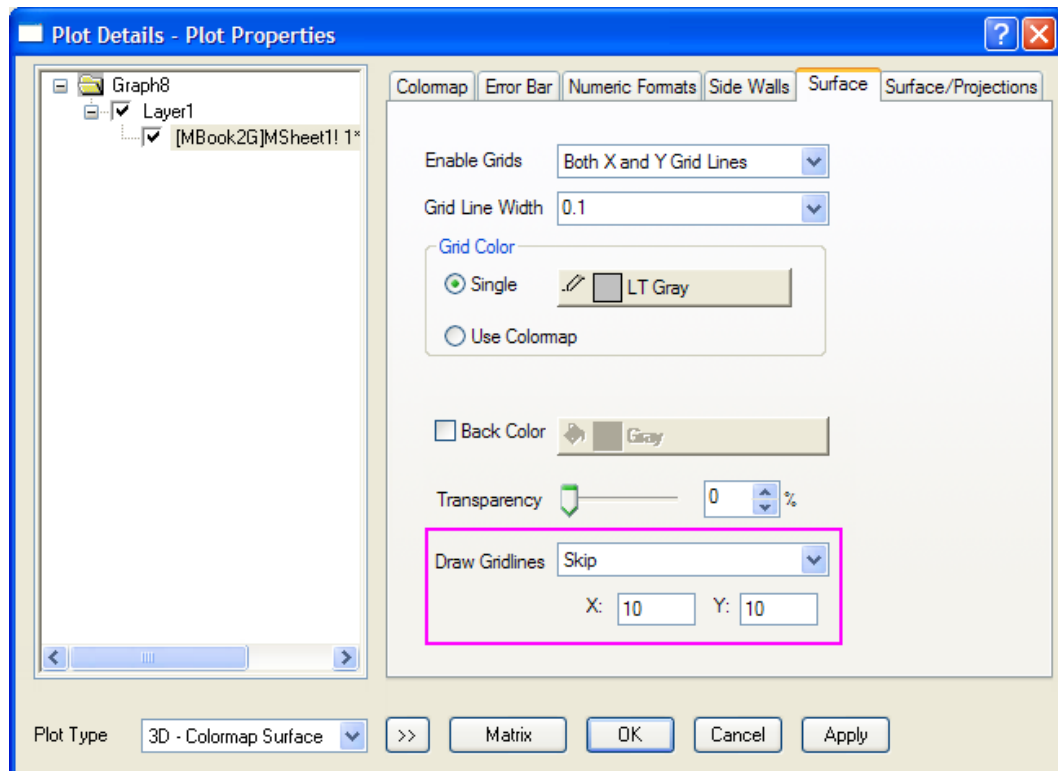 Plot Details - Plot Properties
Graph8
Layer1
[MBook2G]MSheet1! 1*
Colormap Error Bar Numeric Formats Side Walls Surface Surface/Projections
Enable Grids Both X and Y Grid Lines
Grid Line Width 0.1
Grid Color
Single LT Gray
Use Colormap
Back Color Gray
Transparency 0 %
Draw Gridlines Skip
X: 10 Y: 10
Plot Type 3D - Colormap Surface >> Matrix OK Cancel Apply